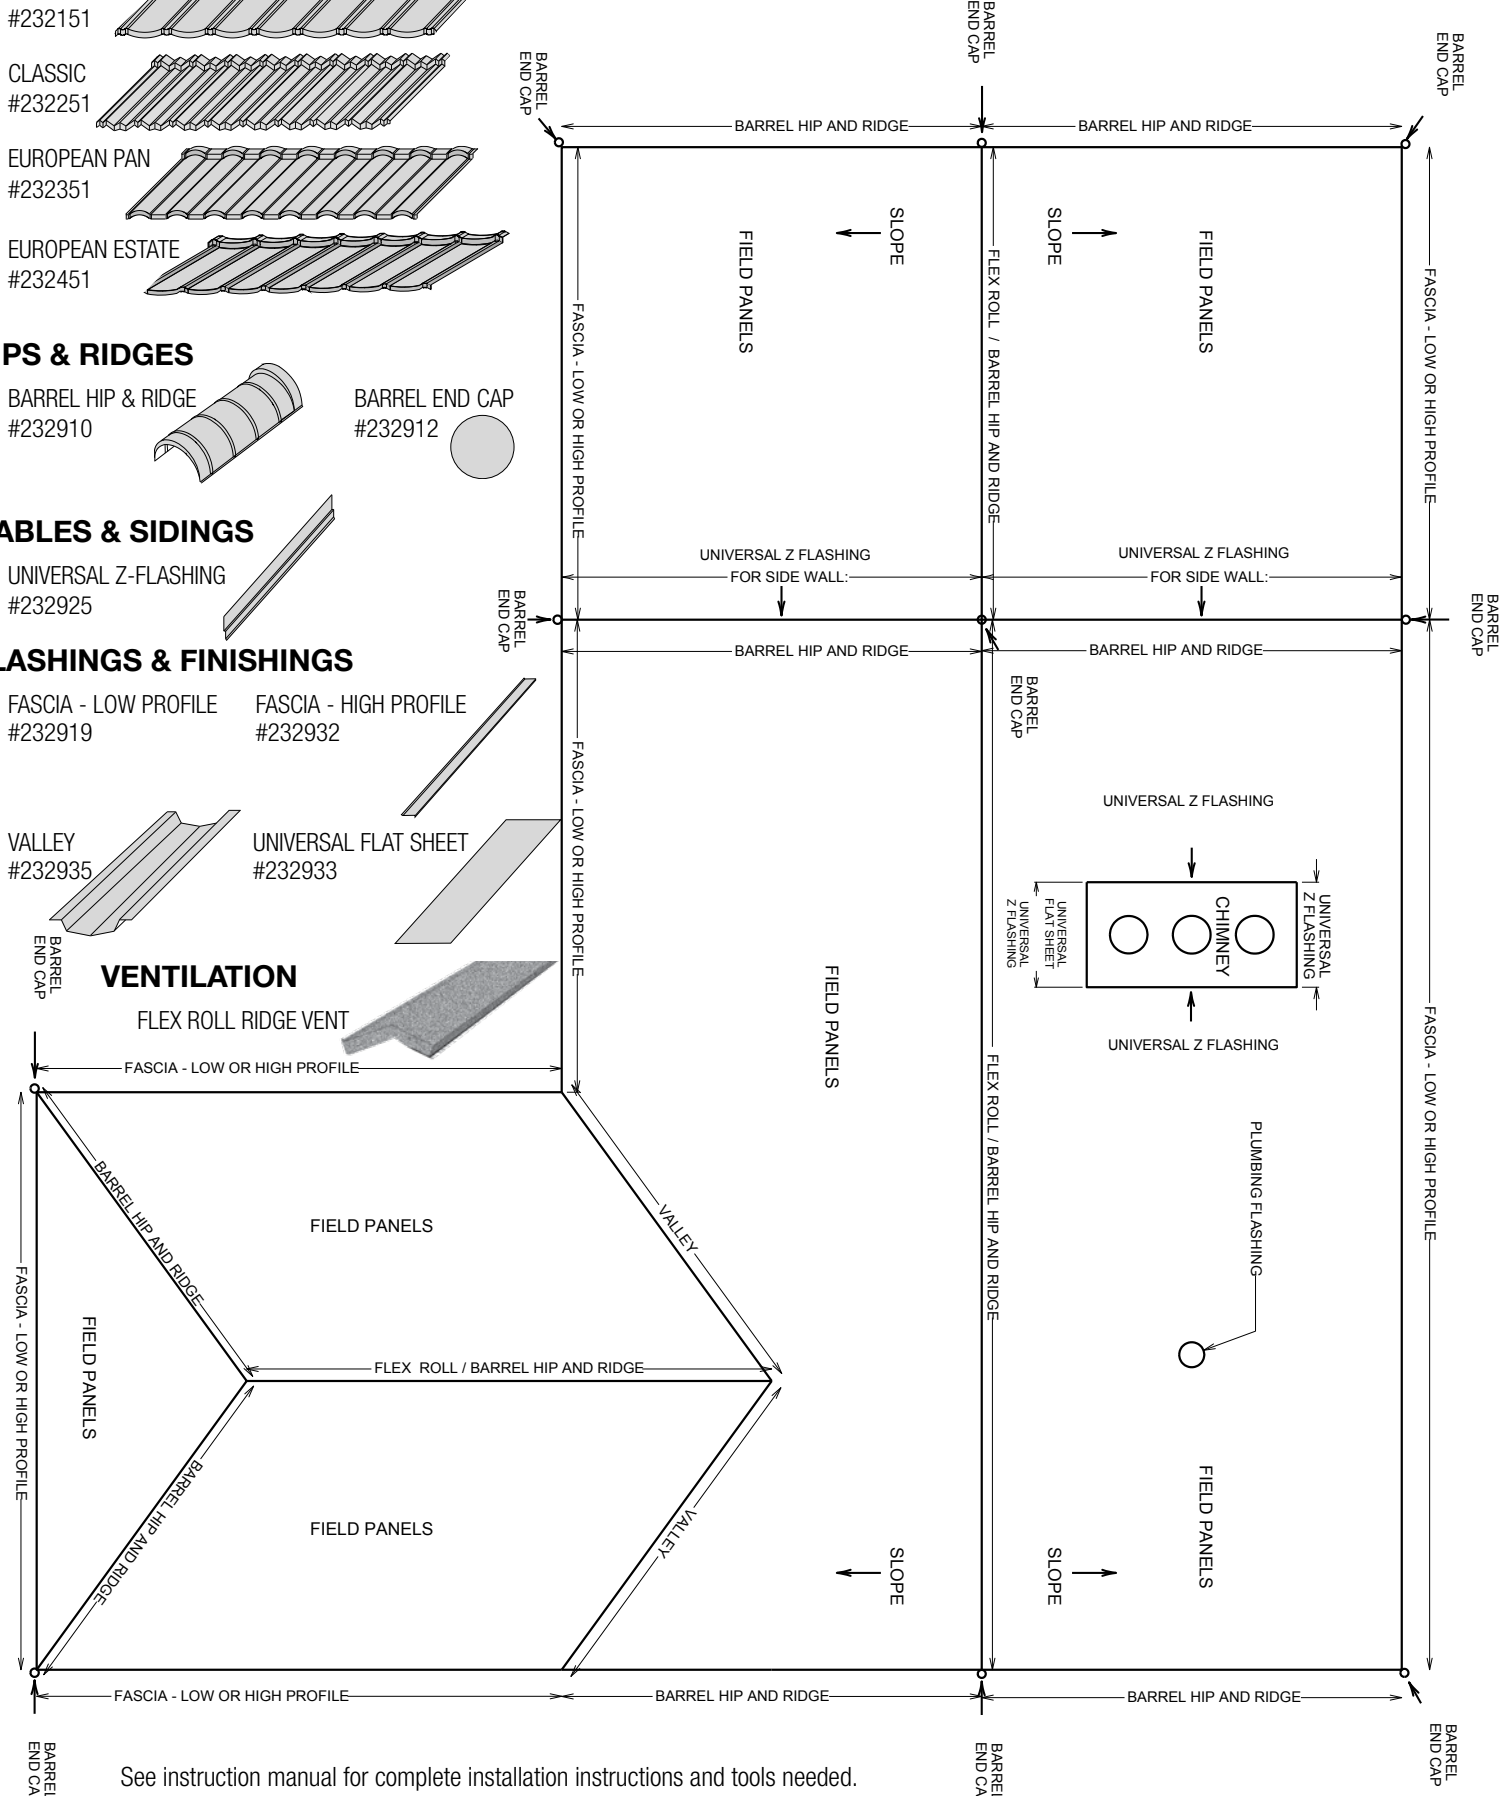 #232151
CLASSIC
#232251
EUROPEAN PAN
#232351
EUROPEAN ESTATE
#232451
PS & RIDGES
BARREL HIP & RIDGE
#232910
BARREL END CAP
#232912
ABLES & SIDINGS
UNIVERSAL Z-FLASHING
#232925
LASHINGS & FINISHINGS
FASCIA - LOW PROFILE
#232919
FASCIA - HIGH PROFILE
#232932
VALLEY
#232935
UNIVERSAL FLAT SHEET
#232933
VENTILATION
FLEX ROLL RIDGE VENT
BARREL
END CAP
BARREL
END CAP
BARREL
END CAP
BARREL HIP AND RIDGE
BARREL HIP AND RIDGE
SLOPE
SLOPE
FIELD PANELS
FIELD PANELS
FASCIA - LOW OR HIGH PROFILE
FLEX ROLL / BARREL HIP AND RIDGE
FASCIA - LOW OR HIGH PROFILE
UNIVERSAL Z FLASHING
FOR SIDE WALL:
UNIVERSAL Z FLASHING
FOR SIDE WALL:
BARREL
END CAP
BARREL
END CAP
BARREL HIP AND RIDGE
BARREL HIP AND RIDGE
BARREL
END CAP
FASCIA - LOW OR HIGH PROFILE
UNIVERSAL Z FLASHING
UNIVERSAL
FLAT SHEET
UNIVERSAL
Z FLASHING
CHIMNEY
UNIVERSAL
Z FLASHING
UNIVERSAL Z FLASHING
FIELD PANELS
FLEX ROLL / BARREL HIP AND RIDGE
FASCIA - LOW OR HIGH PROFILE
PLUMBING FLASHING
BARREL
END CAP
FASCIA - LOW OR HIGH PROFILE
BARREL HIP AND RIDGE
FIELD PANELS
VALLEY
FASCIA - LOW OR HIGH PROFILE
FIELD PANELS
FLEX ROLL / BARREL HIP AND RIDGE
BARREL HIP AND RIDGE
FIELD PANELS
VALLEY
SLOPE
SLOPE
FIELD PANELS
FASCIA - LOW OR HIGH PROFILE
BARREL HIP AND RIDGE
BARREL HIP AND RIDGE
BARREL
END CA
BARREL
END CA
BARREL
END CAP
See instruction manual for complete installation instructions and tools needed.